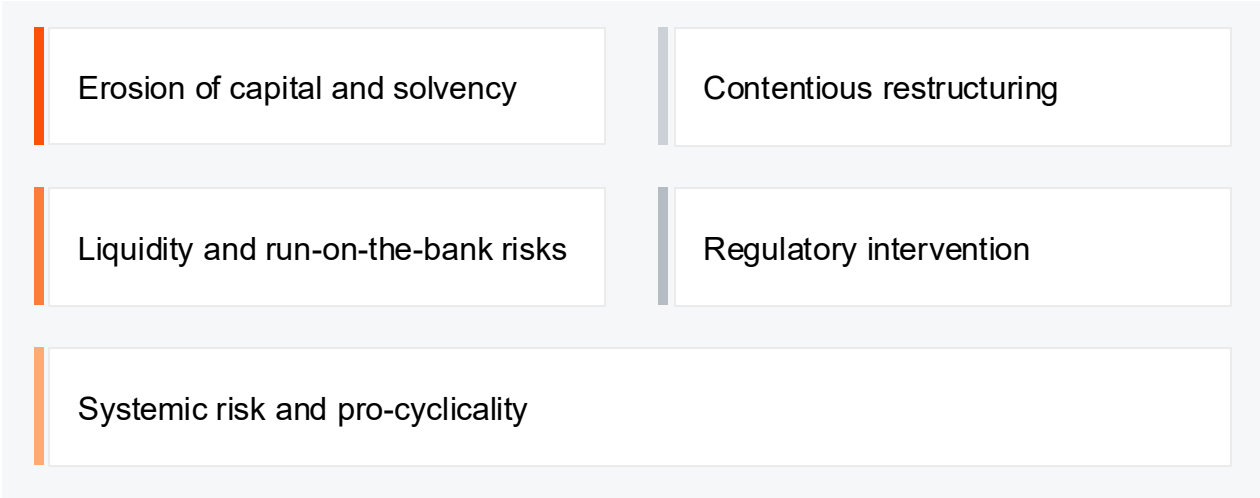 Erosion of capital and solvency
Contentious restructuring
Liquidity and run-on-the-bank risks
Regulatory intervention
Systemic risk and pro-cyclicality